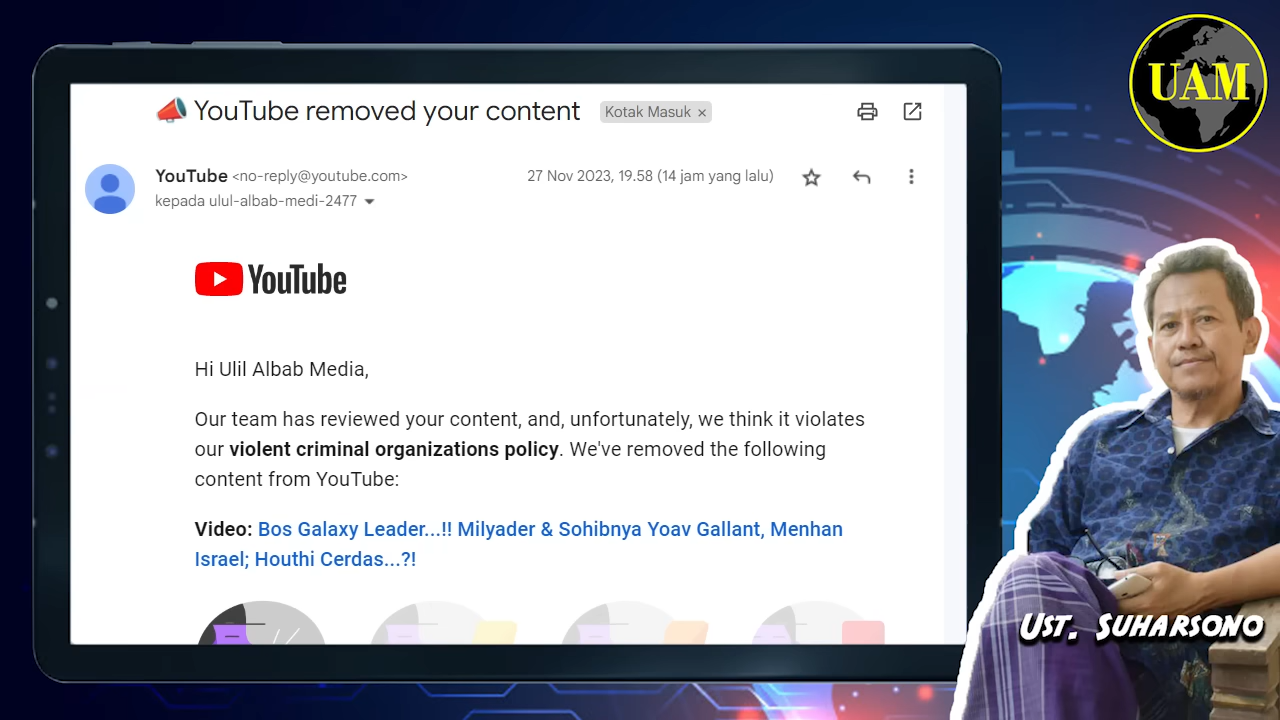 YouTube removed your content Kotak Masuk ×
YouTube <no-reply@youtube.com> 27 Nov 2023, 19.58 (14 jam yang lalu)
kepada ulul-albab-medi-2477
YouTube
Hi Ulil Albab Media,
Our team has reviewed your content, and, unfortunately, we think it violates
our violent criminal organizations policy. We've removed the following
content from YouTube:
Video: Bos Galaxy Leader...!! Milyader & Sohibnya Yoav Gallant, Menhan
Israel; Houthi Cerdas...?!
UAM
Ust. Suharsono